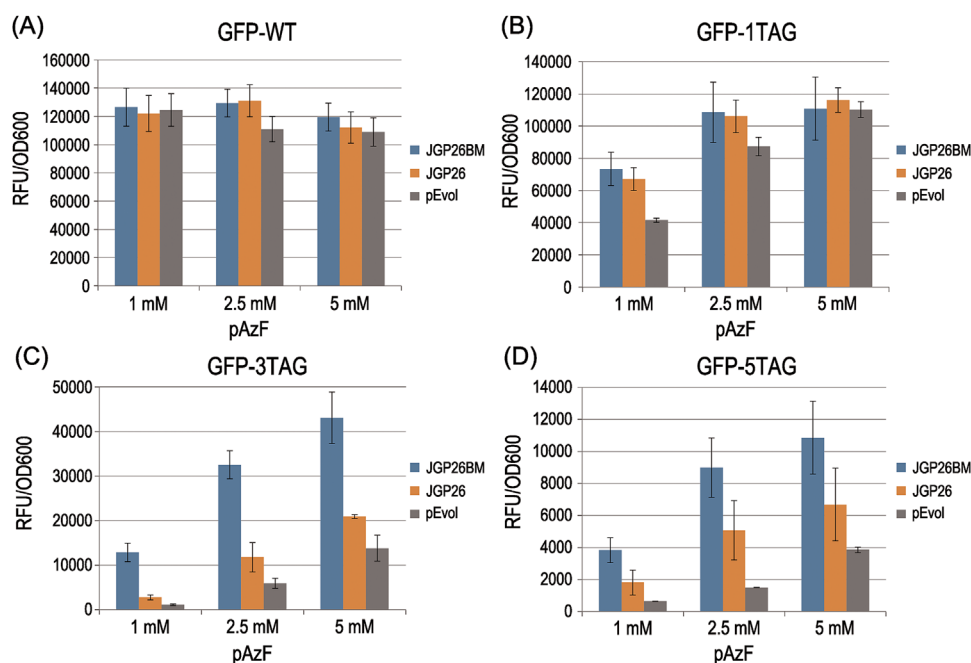 (A)
GFP-WT
RFU/OD600
160000
140000
120000
100000
80000
60000
40000
20000
0
1 mM 2.5 mM 5 mM
pAzF
JGP26BM
JGP26
pEvol
(B)
GFP-1TAG
RFU/OD600
140000
120000
100000
80000
60000
40000
20000
0
1 mM 2.5 mM 5 mM
pAzF
JGP26BM
JGP26
pEvol
(C)
GFP-3TAG
RFU/OD600
50000
40000
30000
20000
10000
0
1 mM 2.5 mM 5 mM
pAzF
JGP26BM
JGP26
pEvol
(D)
GFP-5TAG
RFU/OD600
14000
12000
10000
8000
6000
4000
2000
0
1 mM 2.5 mM 5 mM
pAzF
JGP26BM
JGP26
pEvol